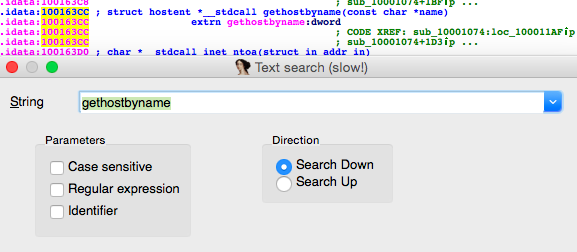 .idata:100163C8 ; sub_10001074+1BF↑p ...
.idata:100163CC ; struct hostent *__stdcall gethostbyname(const char *name)
.idata:100163CC extrn gethostbyname:dword
.idata:100163CC ; CODE XREF: sub_10001074:loc_100011AF↑p
.idata:100163CC ; sub_10001074+1D3↑p ...
.idata:100163D0 ; char *__stdcall inet_ntoa(struct in_addr in)
Text search (slow!)
String gethostbyname
Parameters
Case sensitive
Regular expression
Identifier
Direction
Search Down
Search Up